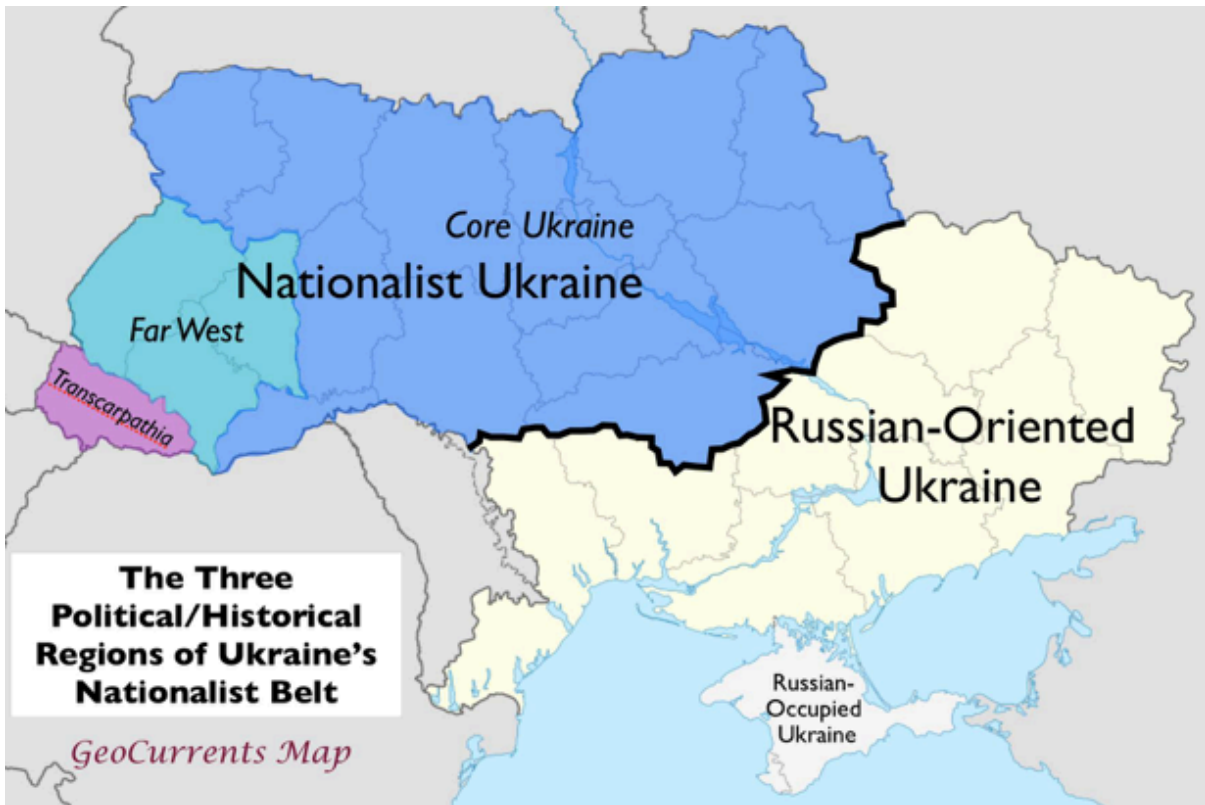 Core Ukraine
Nationalist Ukraine
Far West
Transcarpathia
Russian-Oriented
Ukraine
The Three
Political/Historical
Regions of Ukraine's
Nationalist Belt
GeoCurrents Map
Russian-
Occupied
Ukraine